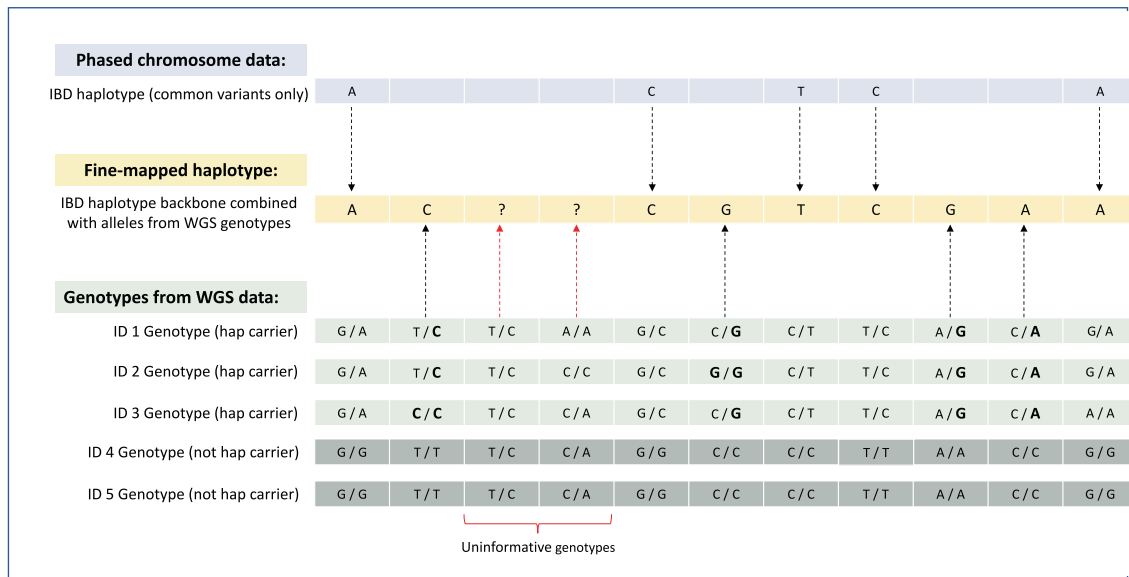 Phased chromosome data:
IBD haplotype (common variants only) A C T C A
Fine-mapped haplotype:
IBD haplotype backbone combined
with alleles from WGS genotypes
A C ? ? C G T C G A A
Genotypes from WGS data:
ID 1 Genotype (hap carrier) G / A T / C T / C A / A G / C C / G C / T T / C A / G C / A G/ A
ID 2 Genotype (hap carrier) G / A T / C T / C C / C G / C G / G C / T T / C A / G C / A G / A
ID 3 Genotype (hap carrier) G / A C / C T / C C / A G / C C / G C / T T / C A / G C / A A / A
ID 4 Genotype (not hap carrier) G / G T / T T / C C / A G / G C / C C / C T / T A / A C / C G / G
ID 5 Genotype (not hap carrier) G / G T / T T / C C / A G / G C / C C / C T / T A / A C / C G / G
Uninformative genotypes